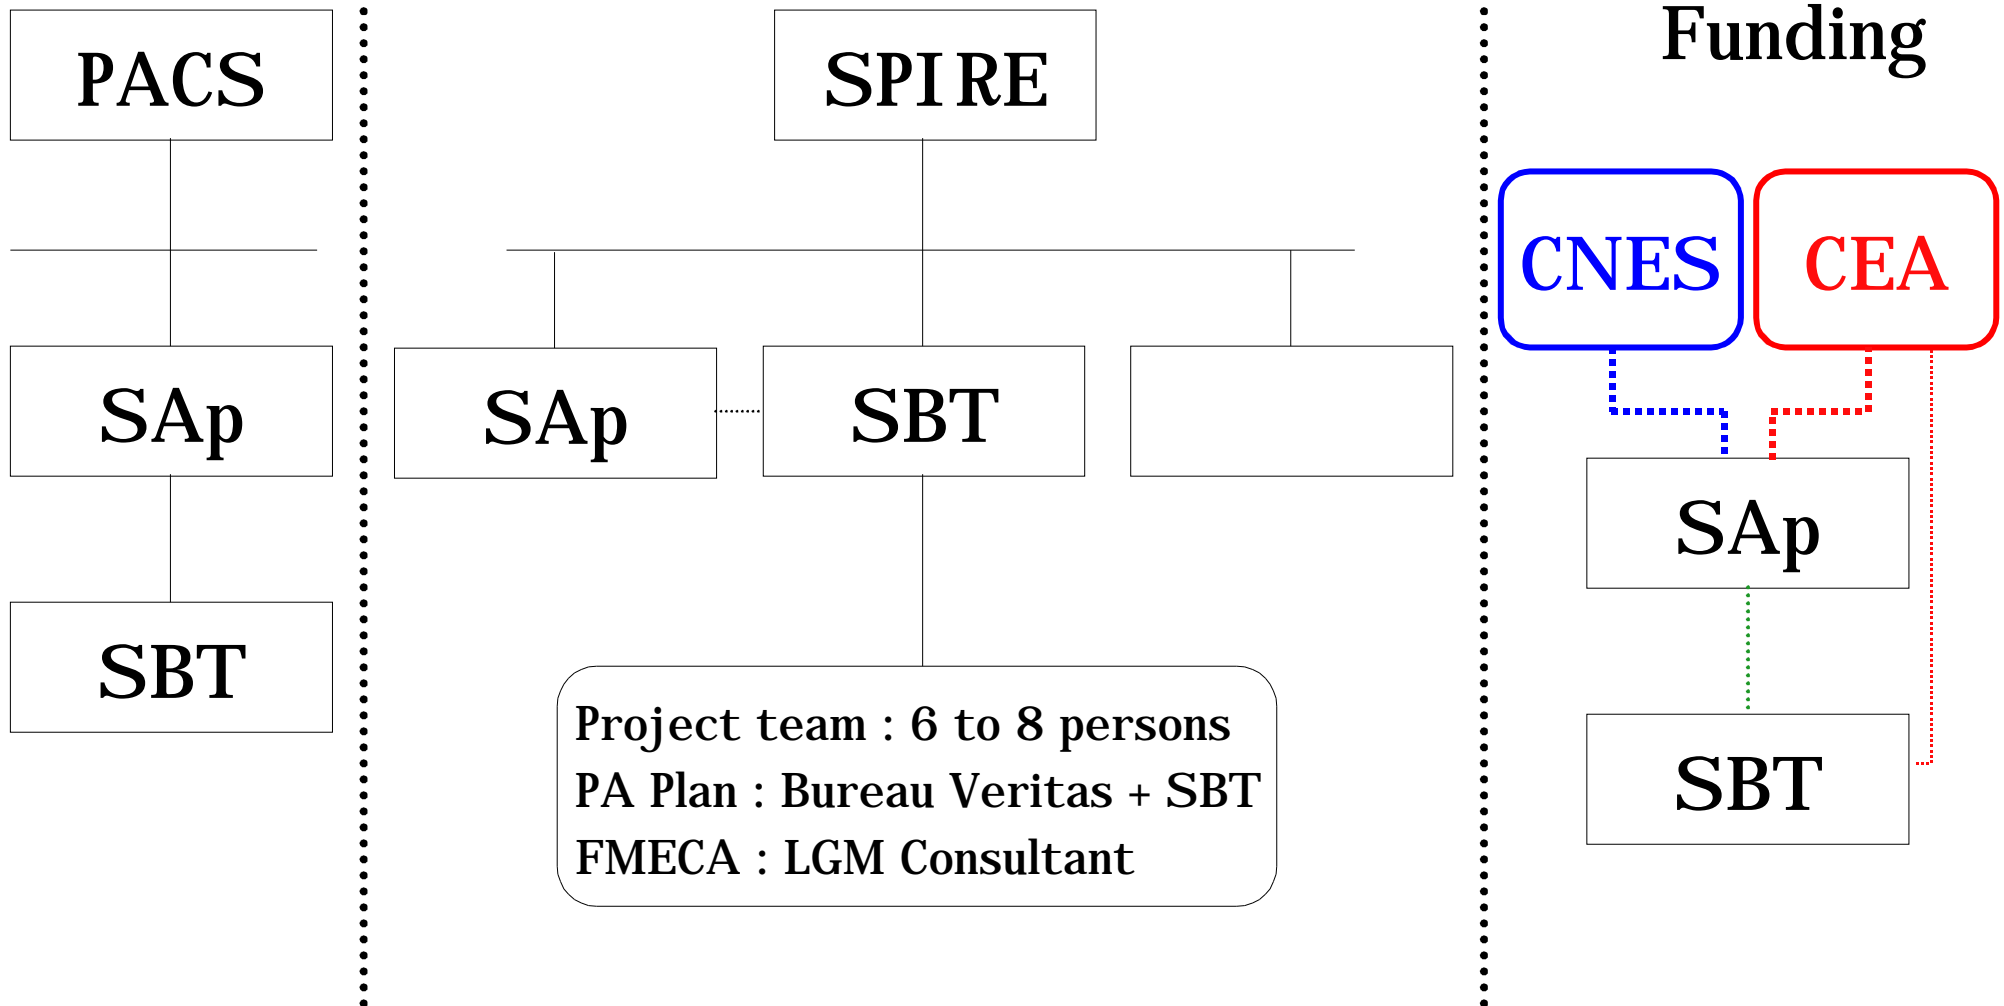 PACS
SAp
SBT
SPIRE
SAp
SBT
Project team : 6 to 8 persons
PA Plan : Bureau Veritas + SBT
FMECA : LGM Consultant
Funding
CNES
CEA
SAp
SBT